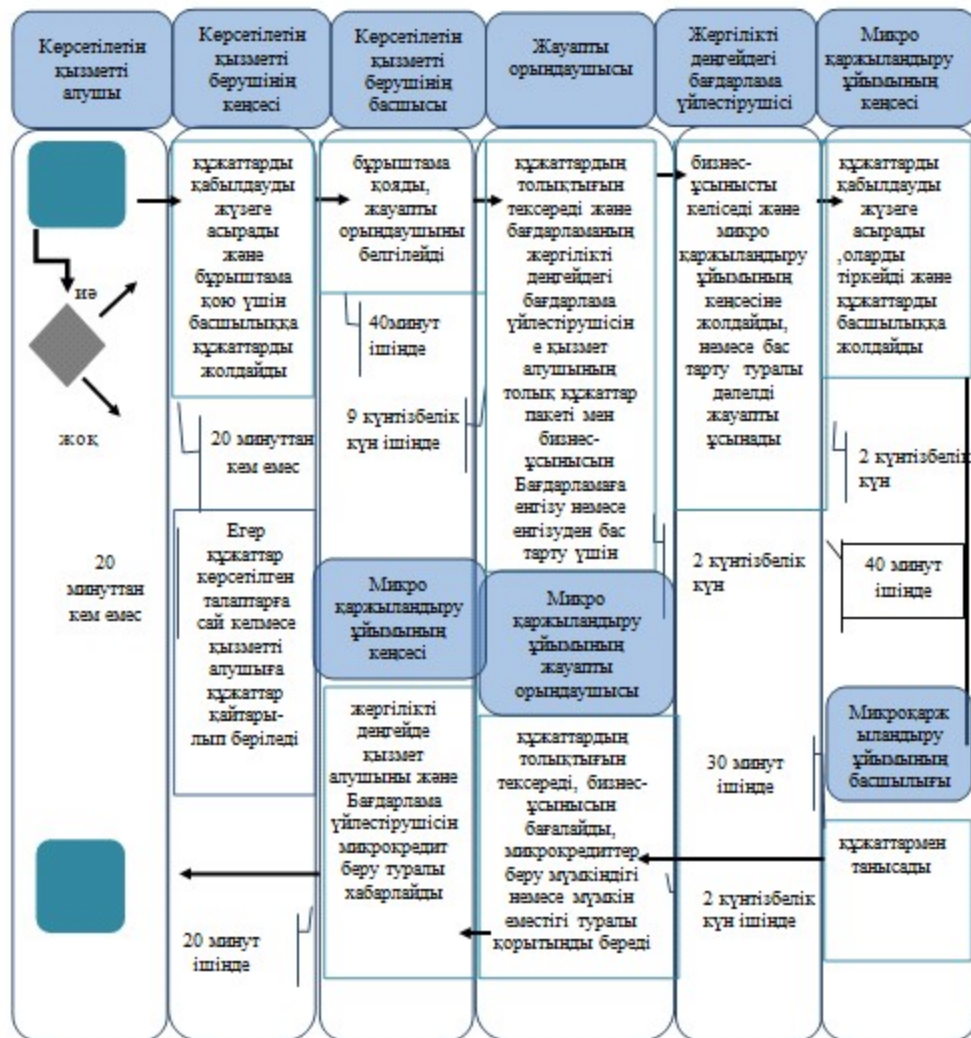 Көрсетілетін
қызметті
алушы
Көрсетілетін
қызметті
берушінің
кеңсесі
Көрсетілетін
қызметті
берушінің
басшысы
Жауапты
орындаушысы
Жергілікті
деңгейдегі
бағдарлама
үйлестірушісі
Микро
қаржыландыру
ұйымының
кеңсесі
иә
жоқ
20
минуттан
кем емес
құжаттарды
қабылдауды
жүзеге
асырады
және
бұрыштама
қою үшін
басшылыққа
құжаттарды
жолдайды
20 минуттан
кем емес
Егер
құжаттар
көрсетілген
талаптарға
сай келмесе
қызметті
алушыға
құжаттар
қайтары-
лып беріледі
20 минут
ішінде
бұрыштама
қояды,
жауапты
орындаушыны
белгілейді
40минут
ішінде
9 күнтізбелік
күн ішінде
Микро
қаржыландыру
ұйымының
кеңсесі
жергілікті
деңгейде
қызмет
алушыны және
Бағдарлама
үйлестірушісін
микрокредит
беру туралы
хабарлайды
құжаттардың
толықтығын
тексереді және
бағдарламаның
жергілікті
деңгейдегі
бағдарлама
үйлестірушісін
е қызмет
алушының
толық құжаттар
пакеті мен
бизнес-
ұсынысын
Бағдарламаға
енгізу немесе
енгізуден бас
тарту үшін
Микро
қаржыландыру
ұйымының
жауапты
орындаушысы
құжаттардың
толықтығын
тексереді, бизнес-
ұсынысын
бағалайды,
микрокредиттер
беру мүмкіндігі
немесе мүмкін
еместігі туралы
қорытынды береді
бизнес-
ұсынысты
келіседі және
микро
қаржыландыру
ұйымының
кеңсесіне
жолдайды,
немесе бас
тарту туралы
дәлелді
жауапты
ұсынады
2 күнтізбелік
күн
30 минут
ішінде
2 күнтізбелік
күн ішінде
құжаттарды
қабылдауды
жүзеге
асырады
,оларды
тіркейді және
құжаттарды
басшылыққа
жолдайды
2 күнтізбелік
күн
40 минут
ішінде
Микроқарж
ыландыру
ұйымының
басшылығы
құжаттармен
танысады